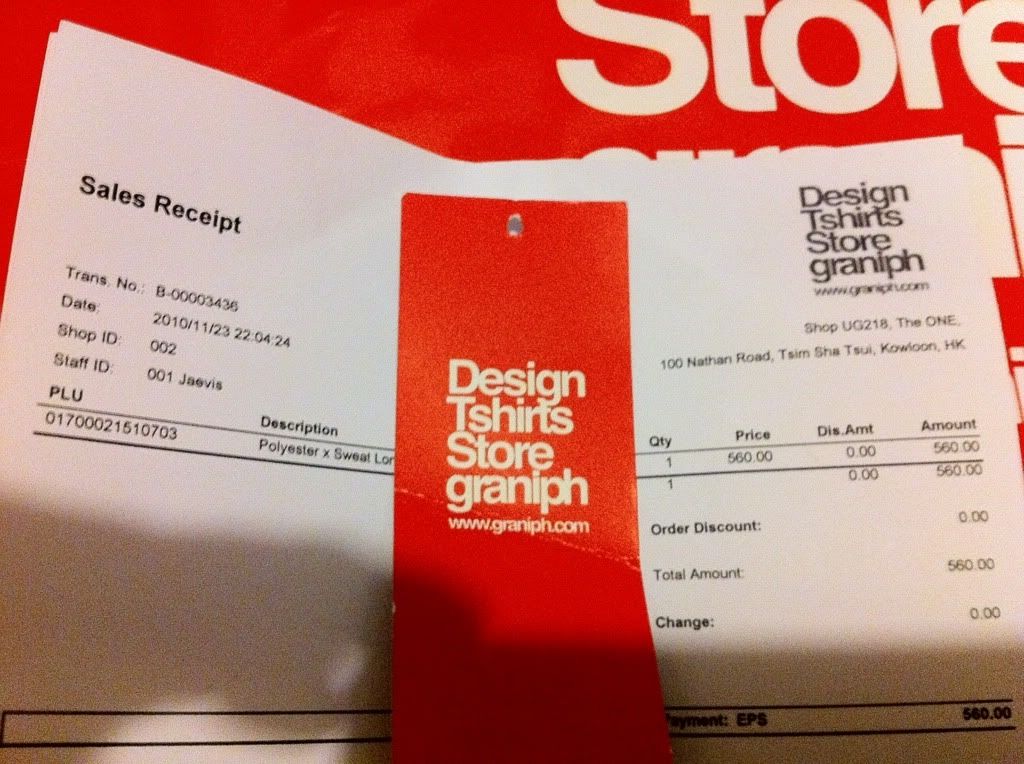 Store
Sales Receipt
Trans. No.: B-00003436
Date: 2010/11/23 22:04:24
Shop ID: 002
Staff ID: 001 Jaevis
Design
Tshirts
Store
graniph
www.graniph.com
Shop UG218, The ONE,
100 Nathan Road, Tsim Sha Tsui, Kowloon, HK
PLU Description Qty Price Dis.Amt Amount
01700021510703 Polyester x Sweat Lon 1 560.00 0.00 560.00
1 0.00 560.00
Order Discount: 0.00
Total Amount: 560.00
Change: 0.00
Payment: EPS 560.00
Design
Tshirts
Store
graniph
www.graniph.com